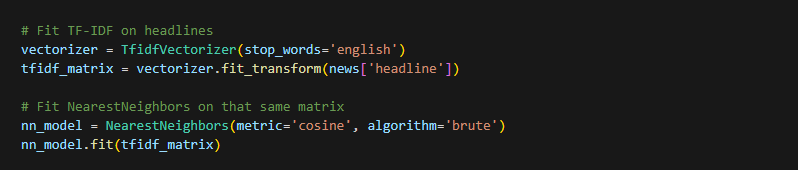 # Fit TF-IDF on headlines
vectorizer = TfidfVectorizer(stop_words='english')
tfidf_matrix = vectorizer.fit_transform(news['headline'])
# Fit NearestNeighbors on that same matrix
nn_model = NearestNeighbors(metric='cosine', algorithm='brute')
nn_model.fit(tfidf_matrix)